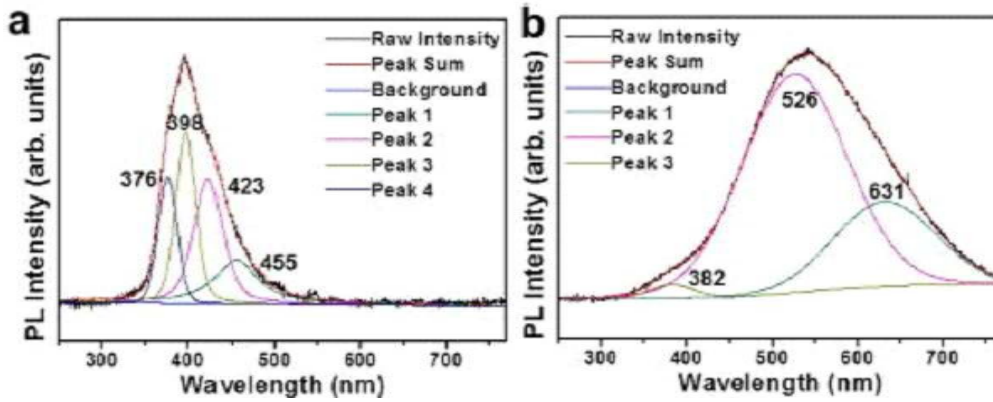 a
PL Intensity (arb. units)
Raw Intensity
Peak Sum
Background
Peak 1
Peak 2
Peak 3
Peak 4
398
376
423
455
300 400 500 600 700
Wavelength (nm)
b
PL Intensity (arb. units)
Raw Intensity
Peak Sum
Background
Peak 1
Peak 2
Peak 3
526
631
382
300 400 500 600 700
Wavelength (nm)